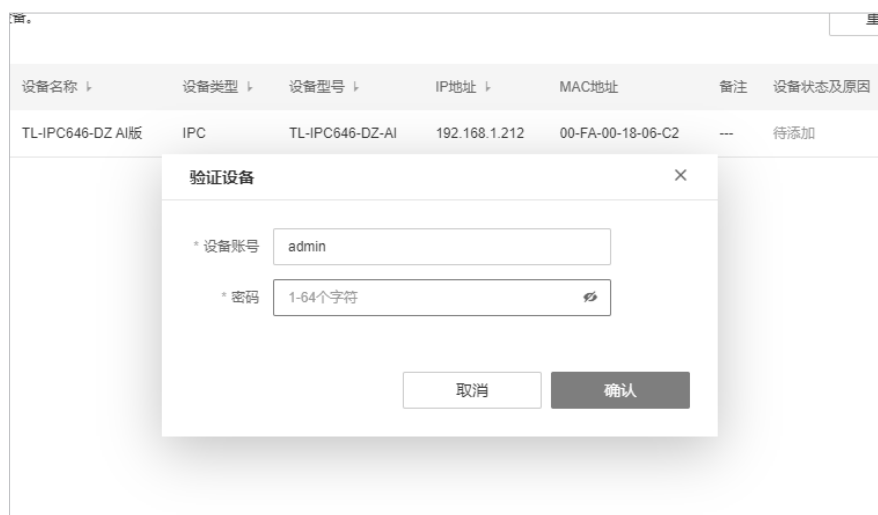 备。
重
设备名称 设备类型 设备型号 IP地址 MAC地址 备注 设备状态及原因
TL-IPC646-DZ AI版 IPC TL-IPC646-DZ-AI 192.168.1.212 00-FA-00-18-06-C2 --- 待添加
验证设备
* 设备账号 admin
* 密码 1-64个字符
取消 确认